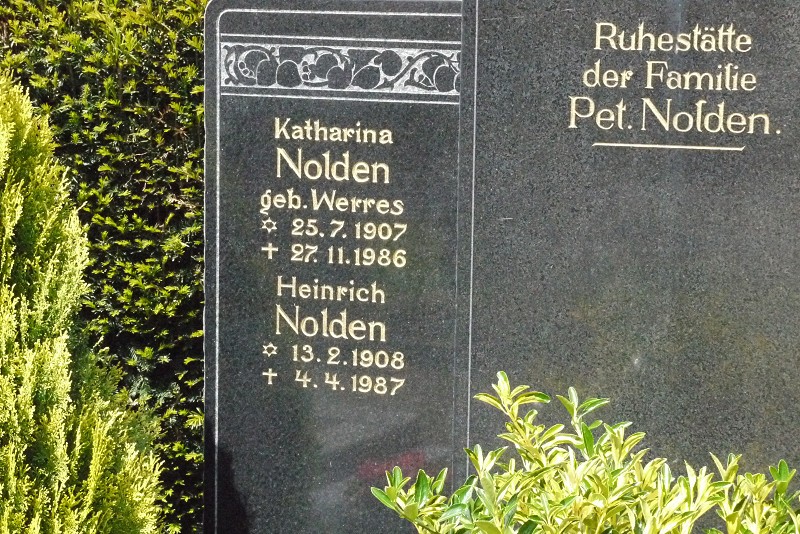 Katharina
Nolden
geb. Werres
✡ 25. 7. 1907
✝ 27. 11. 1986
Heinrich
Nolden
✡ 13. 2. 1908
✝ 4. 4. 1987
Ruhestätte
der Familie
Pet. Nolden.